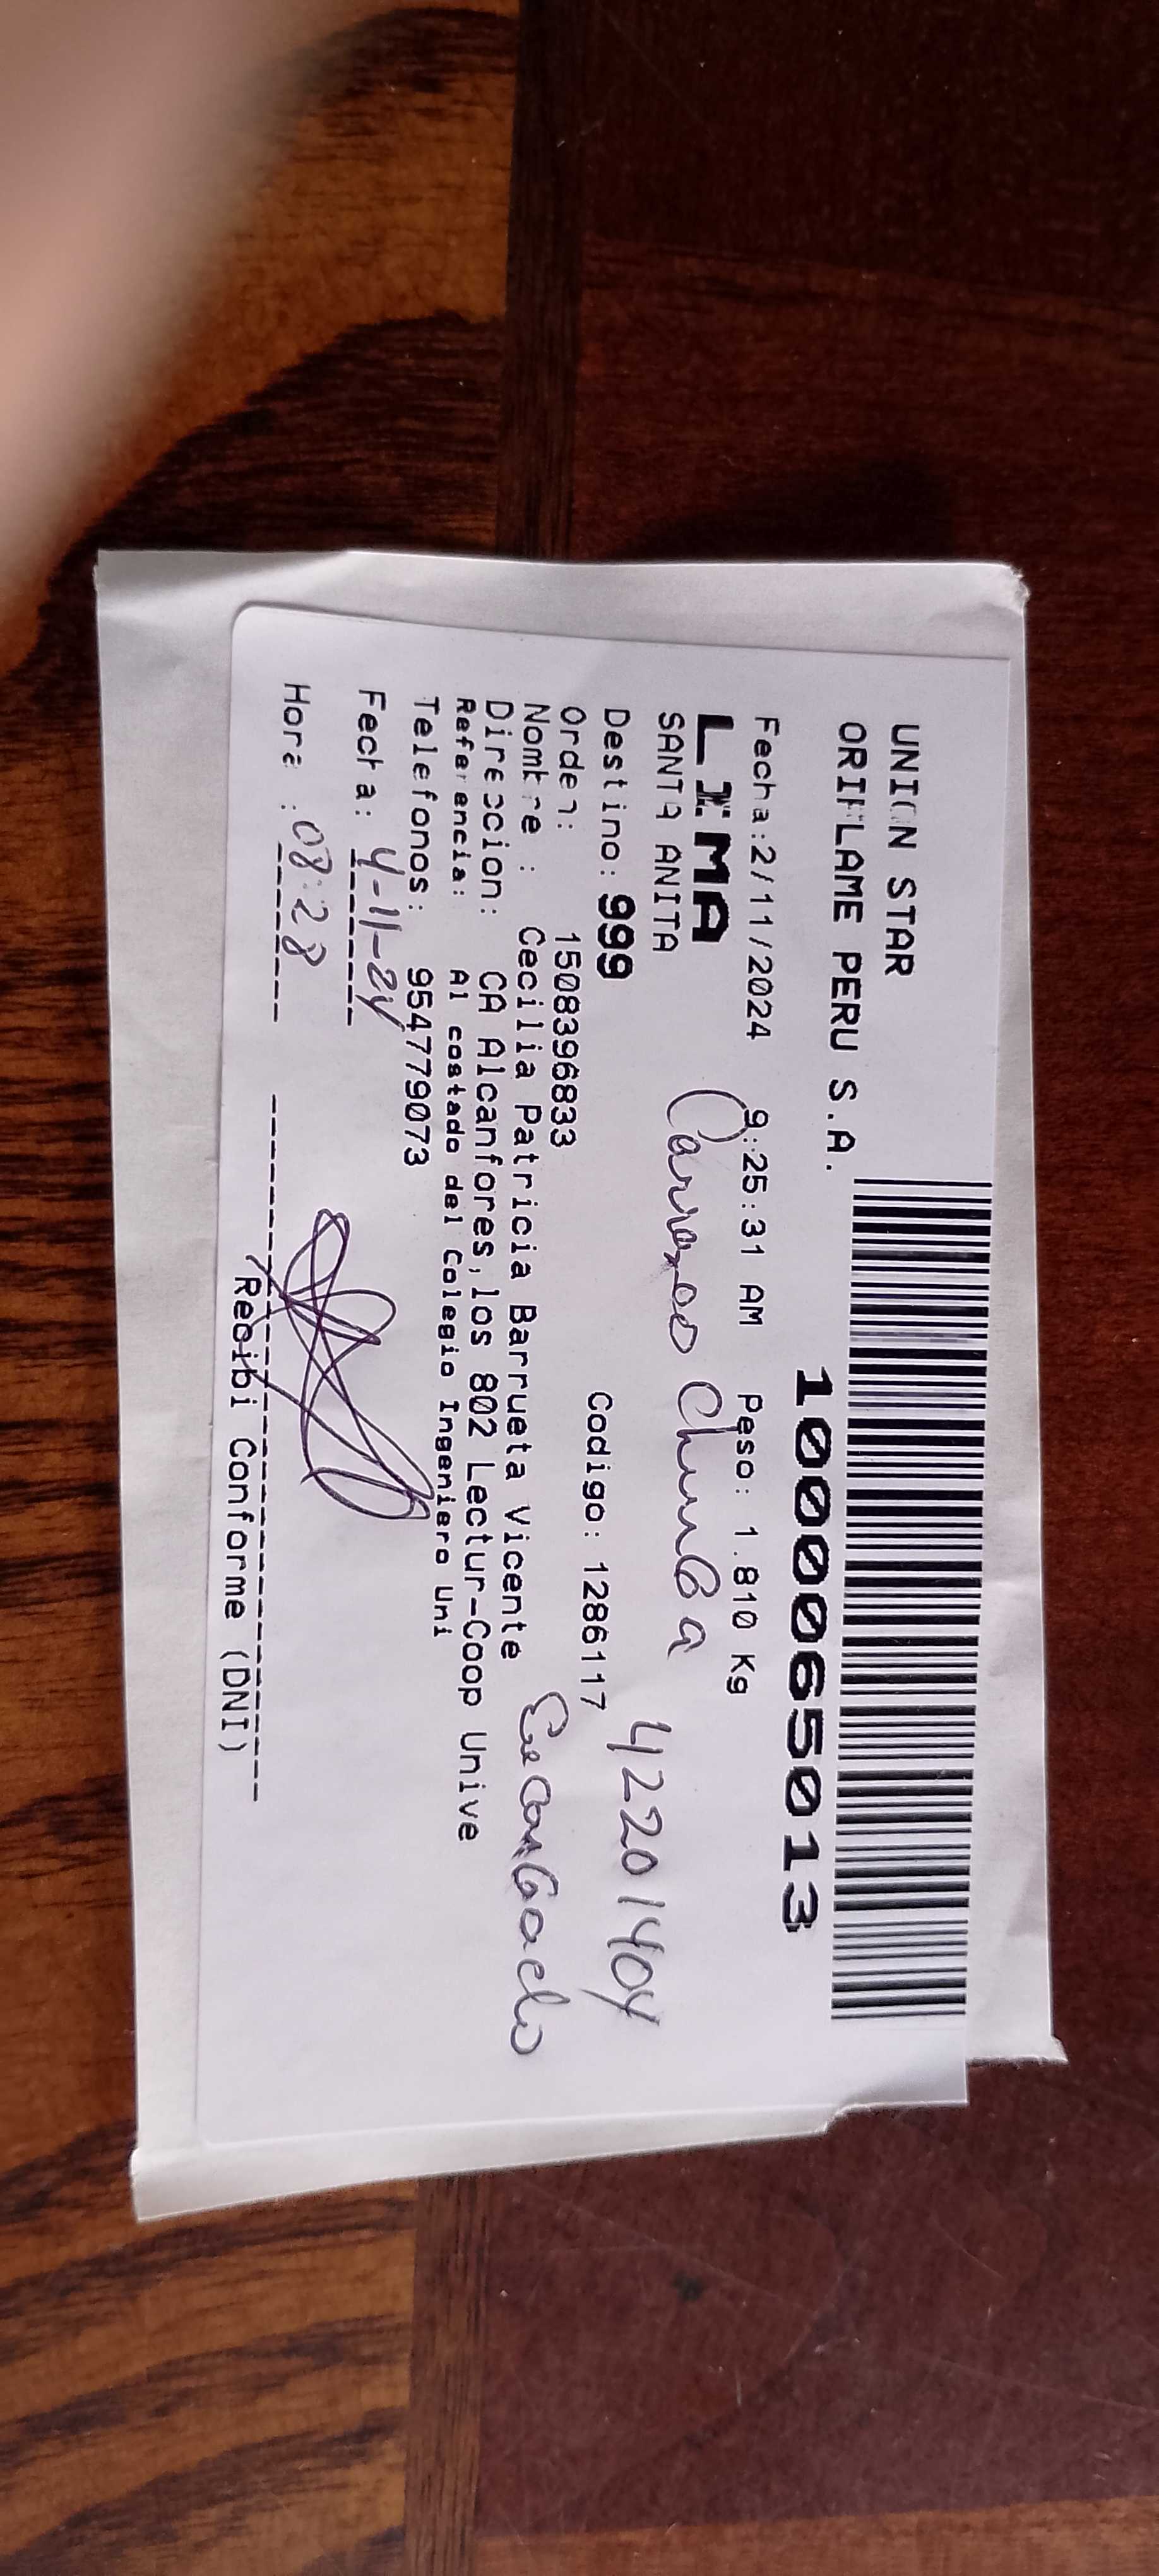 UNION STAR
ORIFLAME PERU S.A.
1000065013
Fecha:2/11/2024 9:25:31 AM Peso: 1.810 Kg
LIMA
SANTA ANITA
Chumba
42201404
Destino: 999 Codigo: 1286117
Orden: 1508396833
Nombre : Cecilia Patricia Barrueta Vicente
Direccion: CA Alcanfores,los 802 Lectur-Coop Unive
Referencia: Al costado del Colegio Ingeniero Uni
Telefonos: 954779073
Fecha: 4-11-24
Hora : 08:28
Recibi Conforme (DNI)